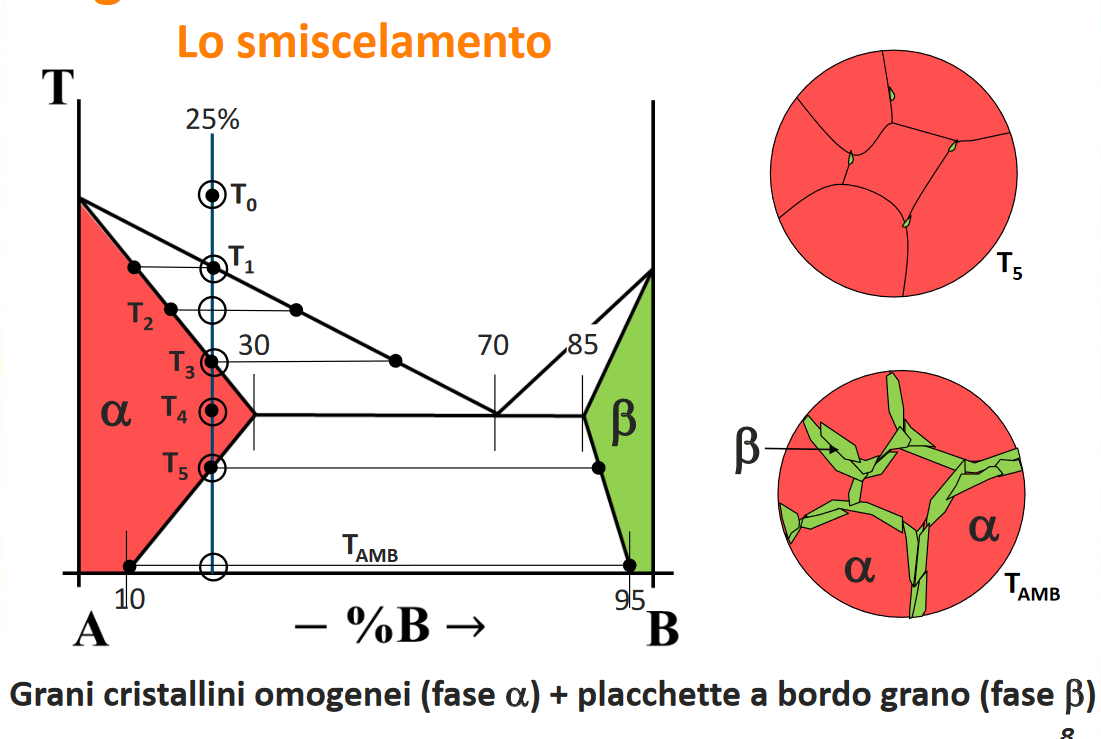 Lo smiscelamento
T
25%
T0
T1
T2
30
70
85
T3
α
T4
β
T5
TAMB
10
95
A
– %B →
B
T5
β
α
α
TAMB
Grani cristallini omogenei (fase α) + placchette a bordo grano (fase β)